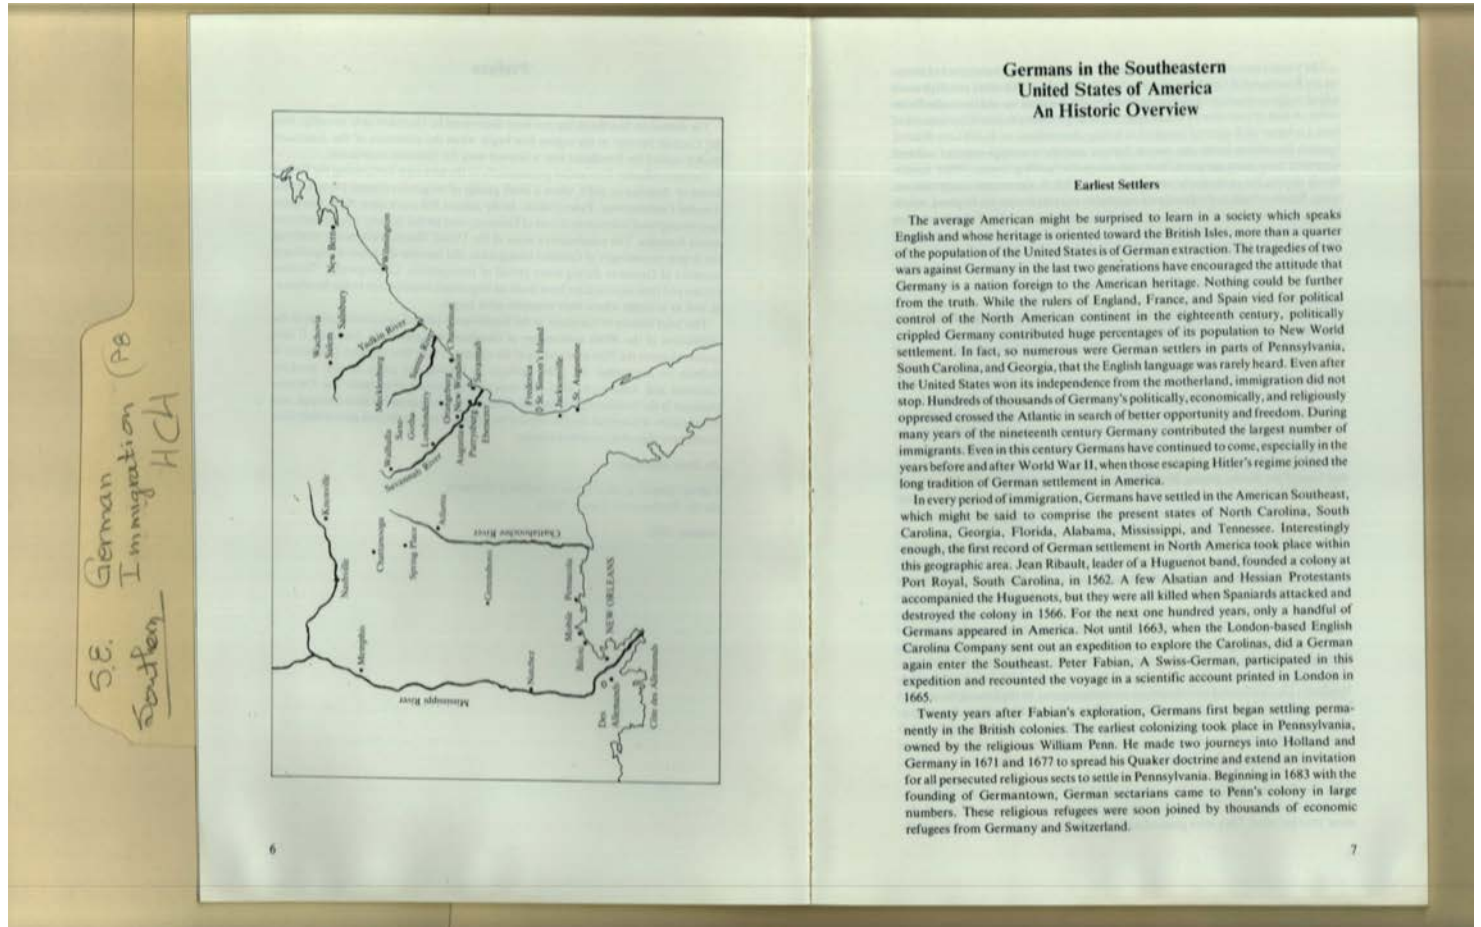 S.E. German
Southern Immigration (P8
HCH
New Bern
Wilmington
Wachovia
Salem
Salisbury
Yadkin River
Mecklenburg
Charleston
Orangeburg
New Windsor
Savannah
Walhalla
Saxe-
Gotha
Londonderry
Augusta
Purrysburg
Ebenezer
Savannah River
Frederica
St. Simon's Island
Jacksonville
St. Augustine
Knoxville
Nashville
Chattanooga
Spring Place
Atlanta
Chattahoochee River
Memphis
Mississippi River
Natchez
Mobile
Pensacola
Biloxi
NEW ORLEANS
Des
Allemands
Côte des Allemands
6
Germans in the Southeastern
United States of America
An Historic Overview
Earliest Settlers
The average American might be surprised to learn in a society which speaks
English and whose heritage is oriented toward the British Isles, more than a quarter
of the population of the United States is of German extraction. The tragedies of two
wars against Germany in the last two generations have encouraged the attitude that
Germany is a nation foreign to the American heritage. Nothing could be further
from the truth. While the rulers of England, France, and Spain vied for political
control of the North American continent in the eighteenth century, politically
crippled Germany contributed huge percentages of its population to New World
settlement. In fact, so numerous were German settlers in parts of Pennsylvania,
South Carolina, and Georgia, that the English language was rarely heard. Even after
the United States won its independence from the motherland, immigration did not
stop. Hundreds of thousands of Germany's politically, economically, and religiously
oppressed crossed the Atlantic in search of better opportunity and freedom. During
many years of the nineteenth century Germany contributed the largest number of
immigrants. Even in this century Germans have continued to come, especially in the
years before and after World War II, when those escaping Hitler's regime joined the
long tradition of German settlement in America.
In every period of immigration, Germans have settled in the American Southeast,
which might be said to comprise the present states of North Carolina, South
Carolina, Georgia, Florida, Alabama, Mississippi, and Tennessee. Interestingly
enough, the first record of German settlement in North America took place within
this geographic area. Jean Ribault, leader of a Huguenot band, founded a colony at
Port Royal, South Carolina, in 1562. A few Alsatian and Hessian Protestants
accompanied the Huguenots, but they were all killed when Spaniards attacked and
destroyed the colony in 1566. For the next one hundred years, only a handful of
Germans appeared in America. Not until 1663, when the London-based English
Carolina Company sent out an expedition to explore the Carolinas, did a German
again enter the Southeast. Peter Fabian, A Swiss-German, participated in this
expedition and recounted the voyage in a scientific account printed in London in
1665.
Twenty years after Fabian's exploration, Germans first began settling perma-
nently in the British colonies. The earliest colonizing took place in Pennsylvania,
owned by the religious William Penn. He made two journeys into Holland and
Germany in 1671 and 1677 to spread his Quaker doctrine and extend an invitation
for all persecuted religious sects to settle in Pennsylvania. Beginning in 1683 with the
founding of Germantown, German sectarians came to Penn's colony in large
numbers. These religious refugees were soon joined by thousands of economic
refugees from Germany and Switzerland.
7